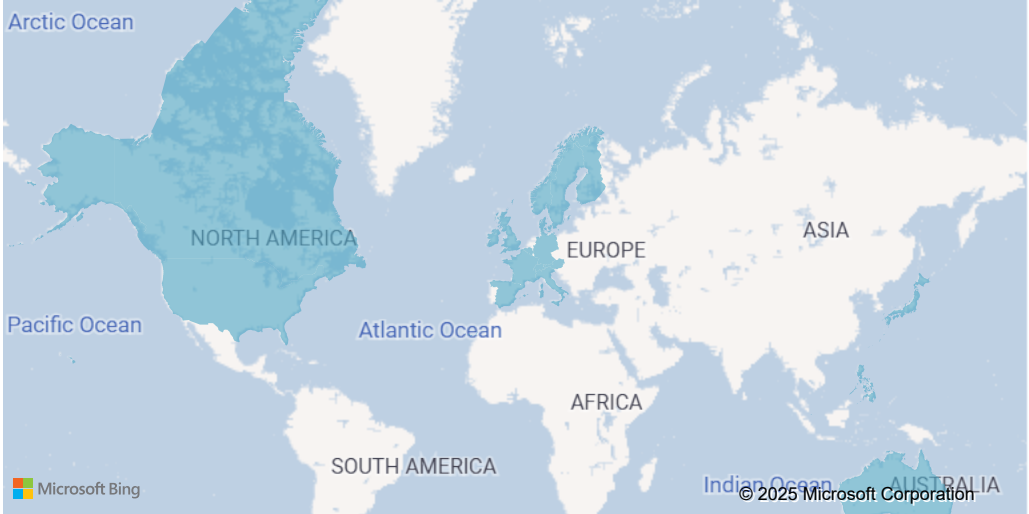 Arctic Ocean
NORTH AMERICA
ASIA
EUROPE
Pacific Ocean
Atlantic Ocean
AFRICA
SOUTH AMERICA
Indian Ocean
AUSTRALIA
Microsoft Bing
© 2025 Microsoft Corporation